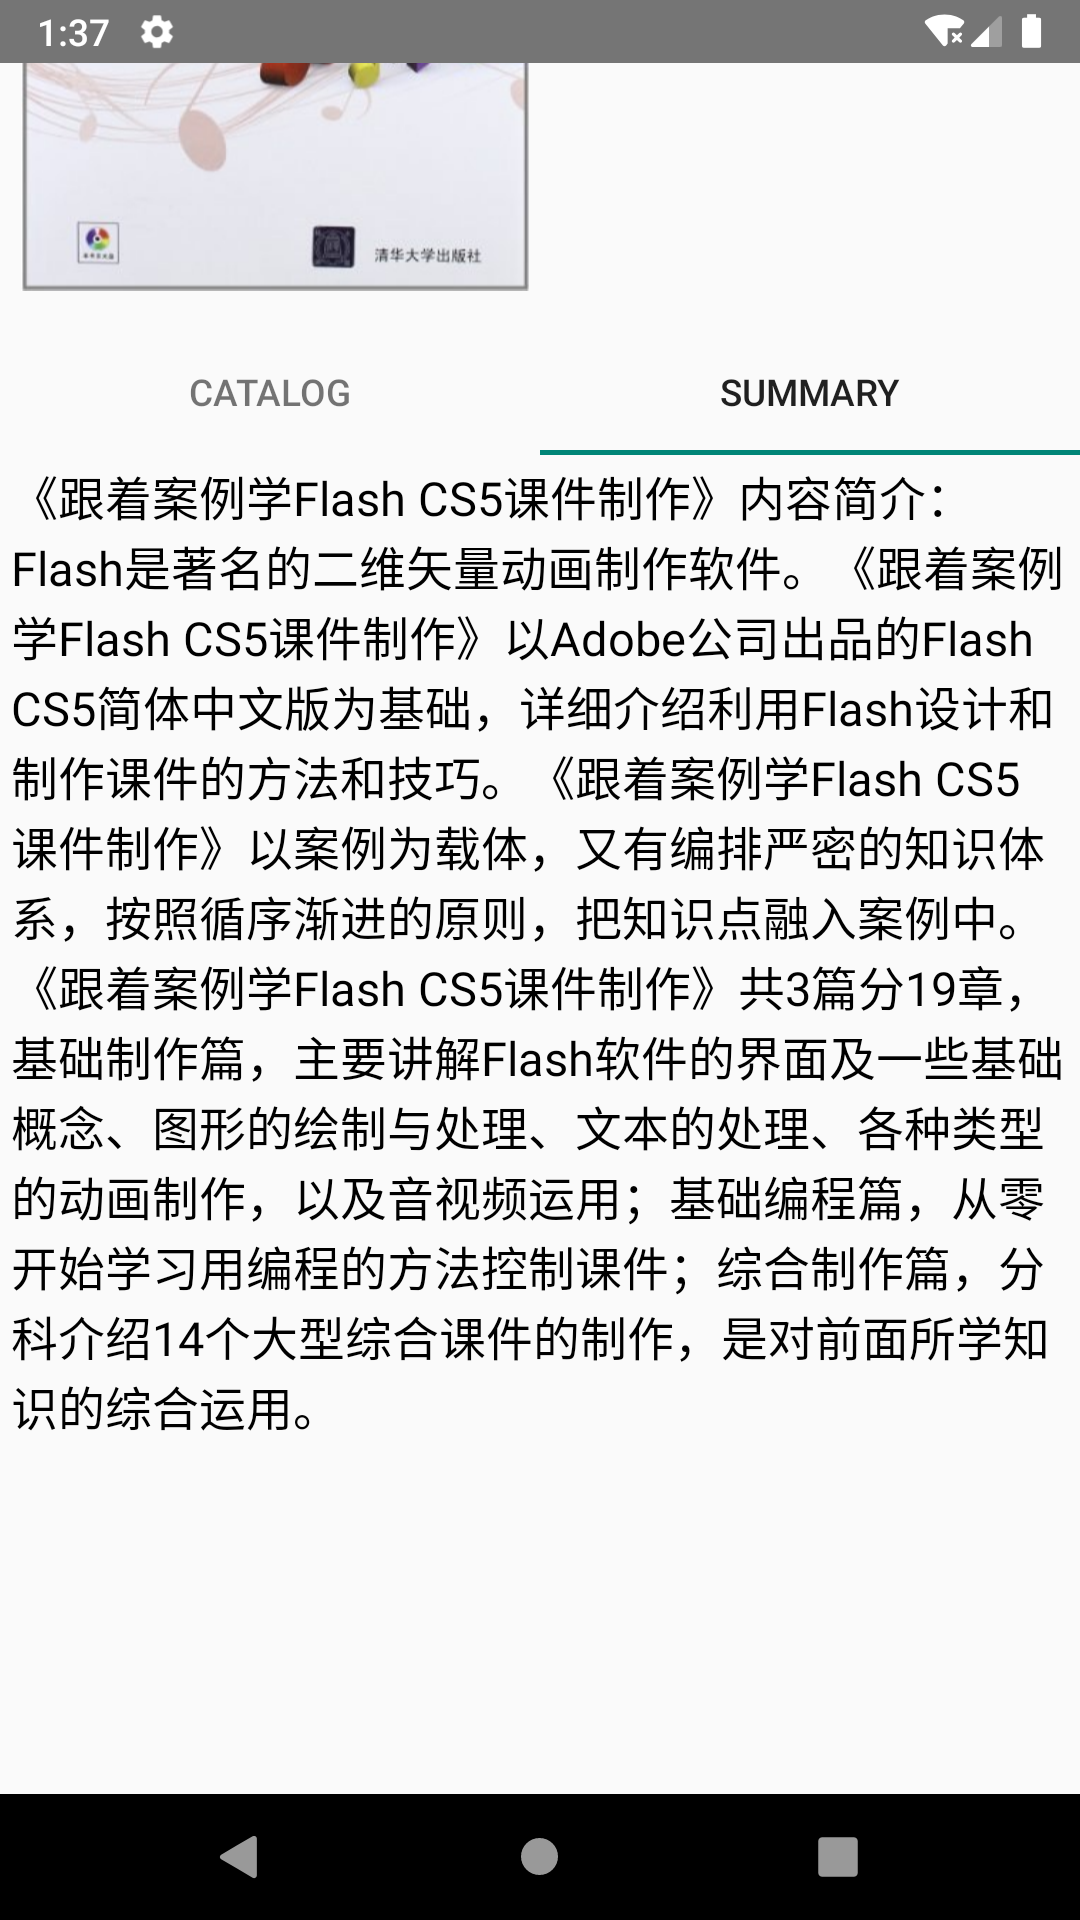 1:37
清华大学出版社
CATALOG
SUMMARY
《跟着案例学Flash CS5课件制作》内容简介：
Flash是著名的二维矢量动画制作软件。《跟着案例
学Flash CS5课件制作》以Adobe公司出品的Flash
CS5简体中文版为基础，详细介绍利用Flash设计和
制作课件的方法和技巧。《跟着案例学Flash CS5
课件制作》以案例为载体，又有编排严密的知识体
系，按照循序渐进的原则，把知识点融入案例中。
《跟着案例学Flash CS5课件制作》共3篇分19章，
基础制作篇，主要讲解Flash软件的界面及一些基础
概念、图形的绘制与处理、文本的处理、各种类型
的动画制作，以及音视频运用；基础编程篇，从零
开始学习用编程的方法控制课件；综合制作篇，分
科介绍14个大型综合课件的制作，是对前面所学知
识的综合运用。